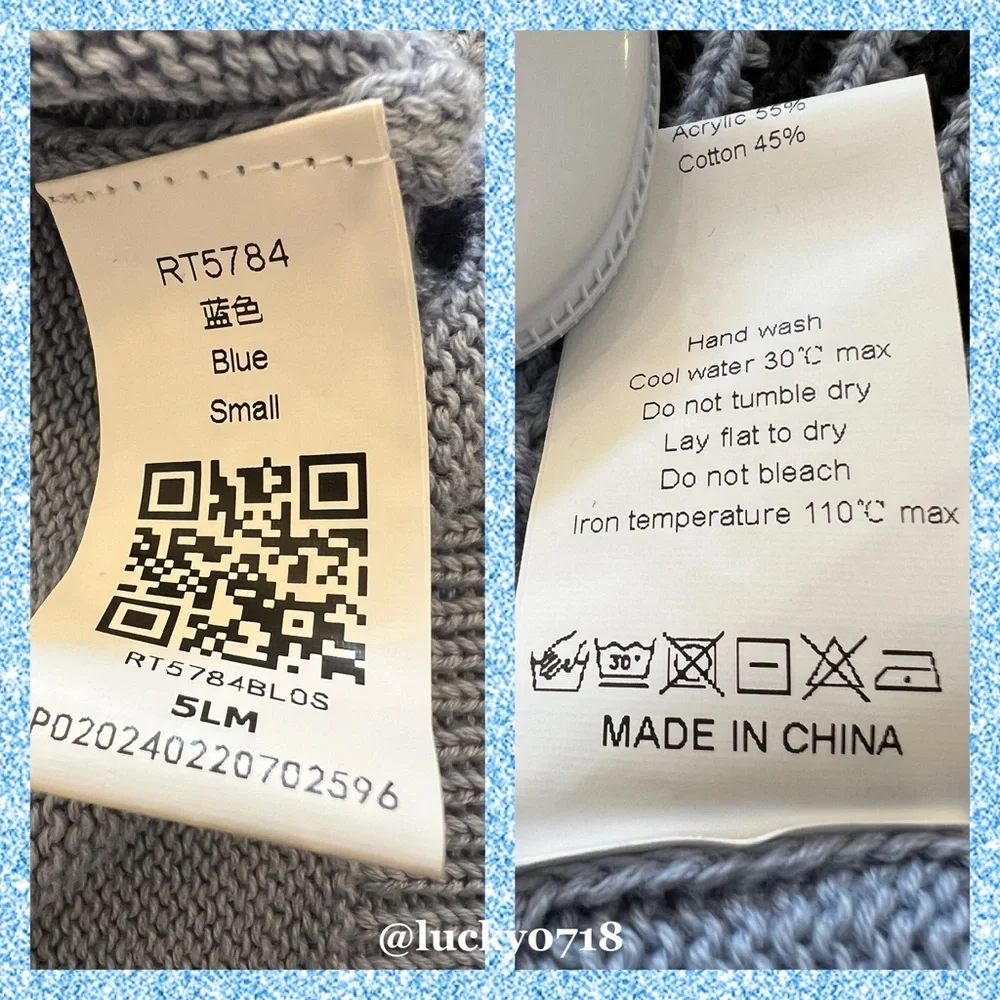 RT5784
蓝色
Blue
Small
RT5784BL0S
5LM
P020240220702596
Acrylic 55%
Cotton 45%
Hand wash
Cool water 30℃ max
Do not tumble dry
Lay flat to dry
Do not bleach
Iron temperature 110℃ max
30°
MADE IN CHINA
@lucky0718